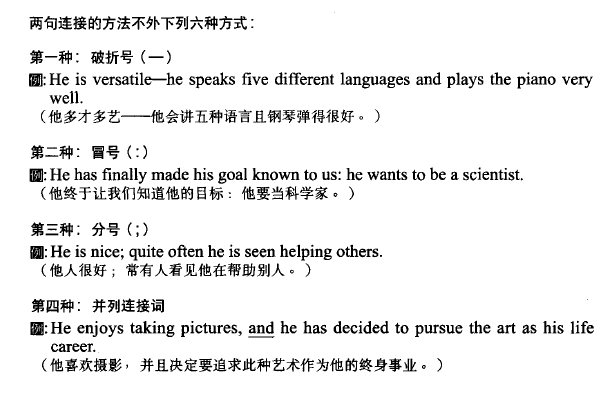 两句连接的方法不外下列六种方式：
第一种：破折号（—）
例:He is versatile—he speaks five different languages and plays the piano very
well.
（他多才多艺——他会讲五种语言且钢琴弹得很好。）
第二种：冒号（:）
例:He has finally made his goal known to us: he wants to be a scientist.
（他终于让我们知道他的目标：他要当科学家。）
第三种：分号（;）
例:He is nice; quite often he is seen helping others.
（他人很好；常有人看见他在帮助别人。）
第四种：并列连接词
例:He enjoys taking pictures, and he has decided to pursue the art as his life
career.
（他喜欢摄影，并且决定要追求此种艺术作为他的终身事业。）